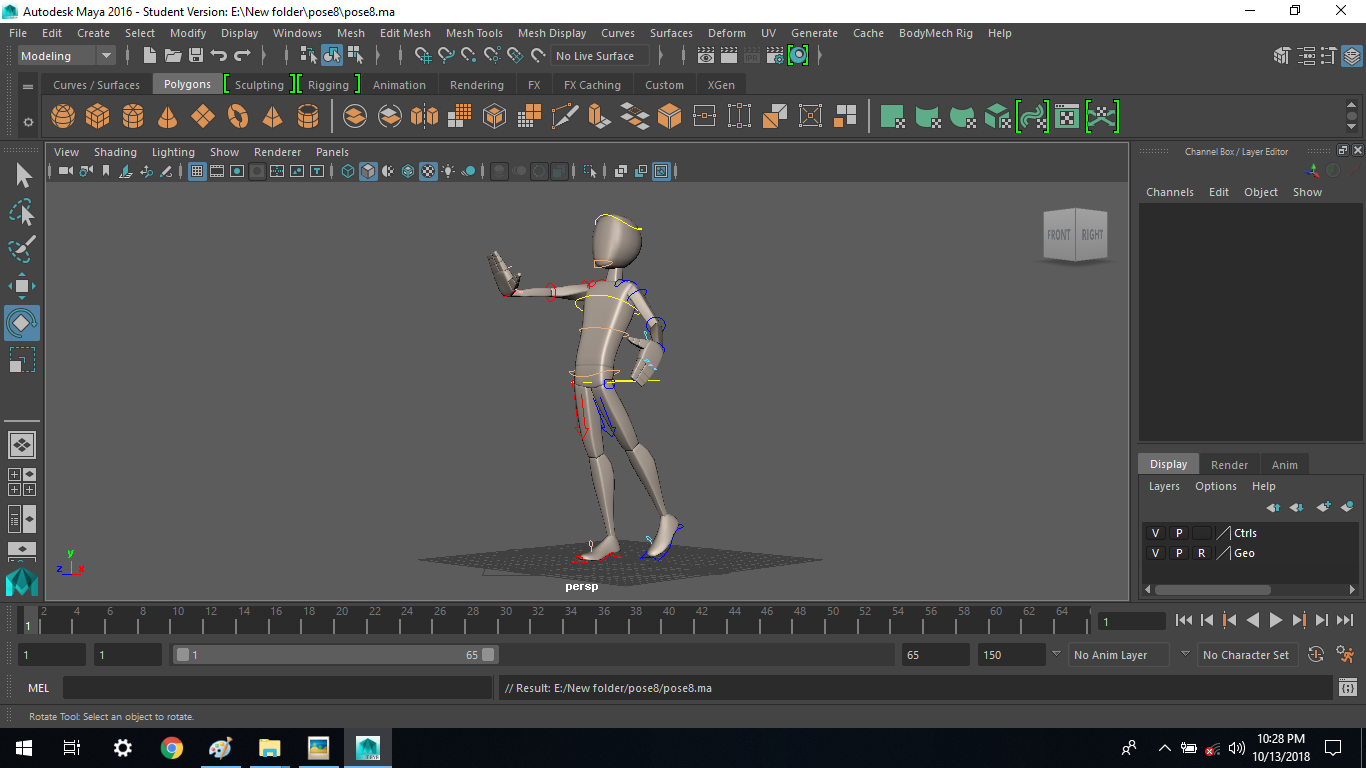 Autodesk Maya 2016 - Student Version: E:\New folder\pose8\pose8.ma
File Edit Create Select Modify Display Windows Mesh Edit Mesh Mesh Tools Mesh Display Curves Surfaces Deform UV Generate Cache BodyMech Rig Help
Modeling No Live Surface
Curves / Surfaces Polygons Sculpting Rigging Animation Rendering FX FX Caching Custom XGen
View Shading Lighting Show Renderer Panels
Channel Box / Layer Editor
Channels Edit Object Show
FRONT RIGHT
Display Render Anim
Layers Options Help
V P Ctrls
V P R Geo
y
z x
persp
2 4 6 8 10 12 14 16 18 20 22 24 26 28 30 32 34 36 38 40 42 44 46 48 50 52 54 56 58 60 62 64
1 1
1 1 1 65 65 150 No Anim Layer No Character Set
MEL // Result: E:/New folder/pose8/pose8.ma
Rotate Tool: Select an object to rotate.
10:28 PM
10/13/2018